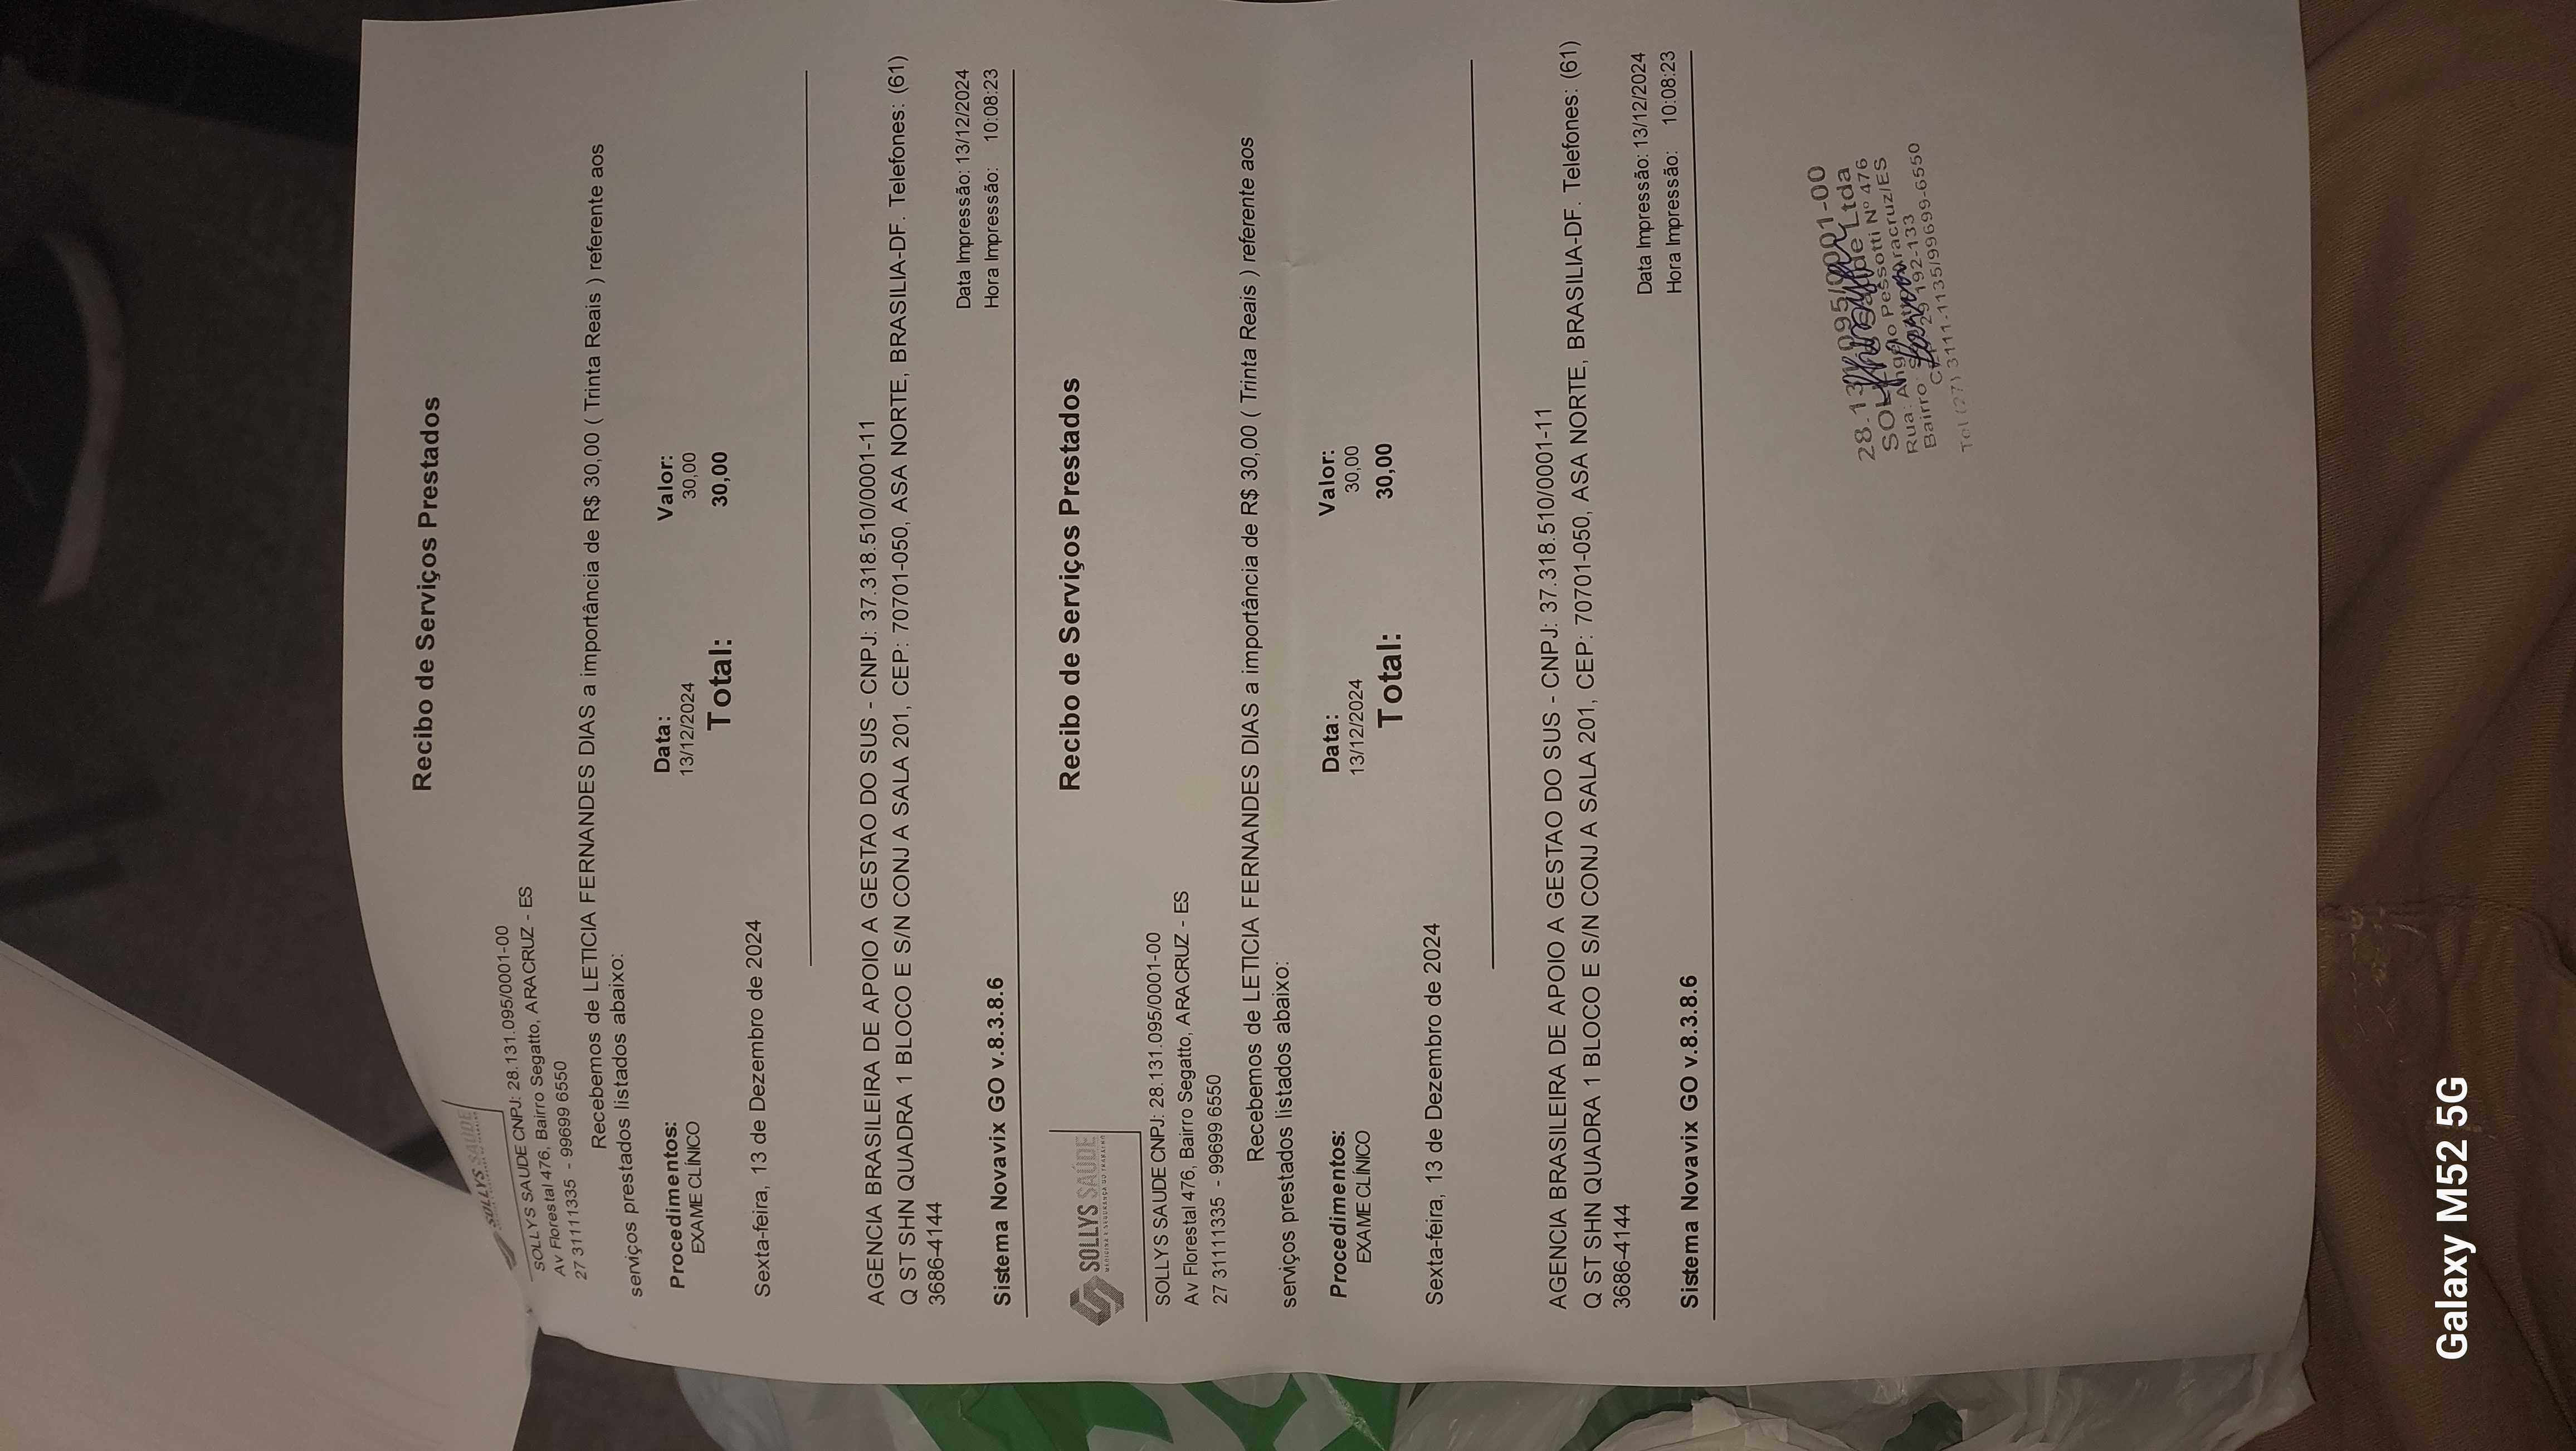 Recibo de Serviços Prestados
SOLLYS SAÚDE
SOLLYS SAUDE CNPJ: 28.131.095/0001-00
Av Florestal 476, Bairro Segatto, ARACRUZ - ES
27 31111335 - 99699 6550
Recebemos de LETICIA FERNANDES DIAS a importância de R$ 30,00 ( Trinta Reais ) referente aos
serviços prestados listados abaixo:
Procedimentos: Data: Valor:
EXAME CLÍNICO 13/12/2024 30,00
Total: 30,00
Sexta-feira, 13 de Dezembro de 2024
AGENCIA BRASILEIRA DE APOIO A GESTAO DO SUS - CNPJ: 37.318.510/0001-11
Q ST SHN QUADRA 1 BLOCO E S/N CONJ A SALA 201, CEP: 70701-050, ASA NORTE, BRASILIA-DF. Telefones: (61)
3686-4144
Data Impressão: 13/12/2024
Sistema Novavix GO v.8.3.8.6 Hora Impressão: 10:08:23
Recibo de Serviços Prestados
SOLLYS SAÚDE
MEDICINA E SEGURANÇA DO TRABALHO
SOLLYS SAUDE CNPJ: 28.131.095/0001-00
Av Florestal 476, Bairro Segatto, ARACRUZ - ES
27 31111335 - 99699 6550
Recebemos de LETICIA FERNANDES DIAS a importância de R$ 30,00 ( Trinta Reais ) referente aos
serviços prestados listados abaixo:
Procedimentos: Data: Valor:
EXAME CLÍNICO 13/12/2024 30,00
Total: 30,00
Sexta-feira, 13 de Dezembro de 2024
AGENCIA BRASILEIRA DE APOIO A GESTAO DO SUS - CNPJ: 37.318.510/0001-11
Q ST SHN QUADRA 1 BLOCO E S/N CONJ A SALA 201, CEP: 70701-050, ASA NORTE, BRASILIA-DF. Telefones: (61)
3686-4144
Data Impressão: 13/12/2024
Sistema Novavix GO v.8.3.8.6 Hora Impressão: 10:08:23
28.131.095/0001-00
Saúde Ltda
Rua: Angelo Pessotti Nº 476
Bairro: Segatto Aracruz/ES
CEP 29 192-133
Tel (27) 3111-1135/99699-6550
Galaxy M52 5G